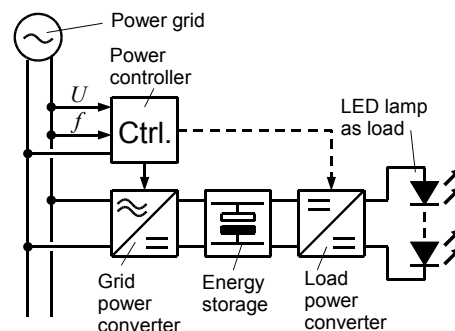 Power grid
Power
controller
U
f
Ctrl.
LED lamp
as load
Grid
power
converter
Energy
storage
Load
power
converter